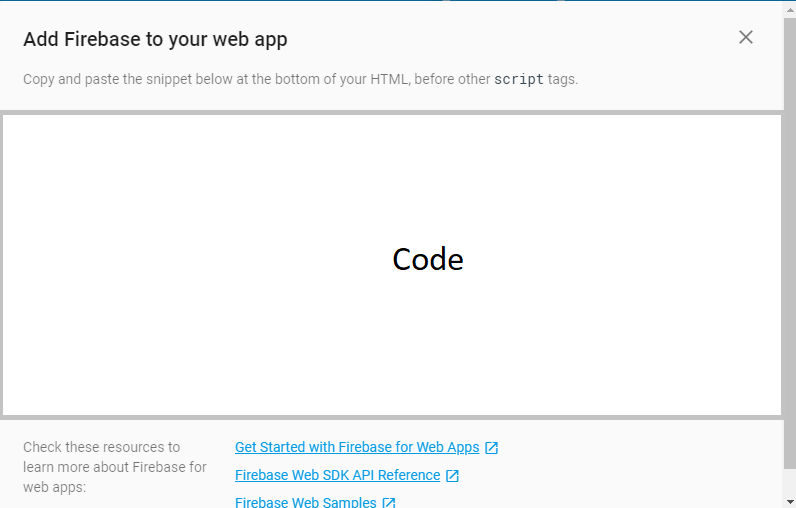 Add Firebase to your web app
Copy and paste the snippet below at the bottom of your HTML, before other script tags.
Code
Check these resources to
learn more about Firebase for
web apps:
Get Started with Firebase for Web Apps
Firebase Web SDK API Reference
Firebase Web Samples